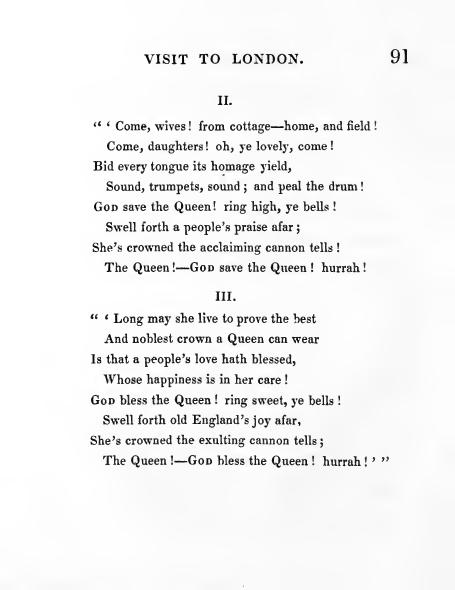 VISIT TO LONDON. 91
II.
“ ‘ Come, wives! from cottage—home, and field!
Come, daughters! oh, ye lovely, come!
Bid every tongue its homage yield,
Sound, trumpets, sound; and peal the drum!
GOD save the Queen! ring high, ye bells!
Swell forth a people's praise afar;
She's crowned the acclaiming cannon tells!
The Queen!—GOD save the Queen! hurrah!
III.
“ ‘ Long may she live to prove the best
And noblest crown a Queen can wear
Is that a people's love hath blessed,
Whose happiness is in her care!
GOD bless the Queen! ring sweet, ye bells!
Swell forth old England's joy afar,
She's crowned the exulting cannon tells;
The Queen!—GOD bless the Queen! hurrah! ’ ”